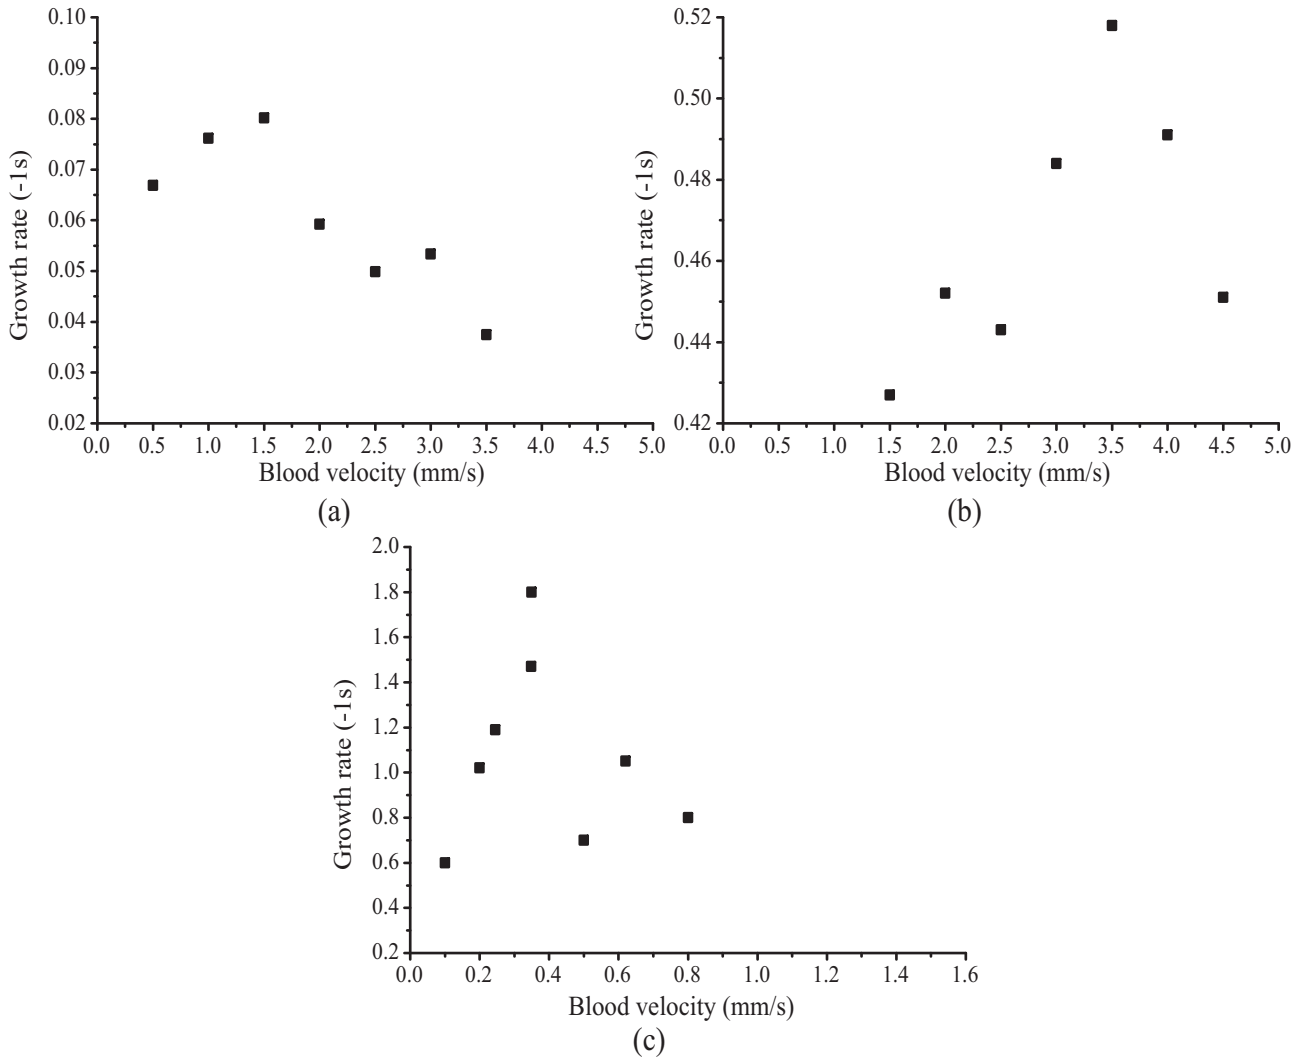 0.10
0.09
0.08
0.07
0.06
0.05
0.04
0.03
0.02
Growth rate (-1s)
0.0 0.5 1.0 1.5 2.0 2.5 3.0 3.5 4.0 4.5 5.0
Blood velocity (mm/s)
(a)
0.52
0.50
0.48
0.46
0.44
0.42
Growth rate (-1s)
0.0 0.5 1.0 1.5 2.0 2.5 3.0 3.5 4.0 4.5 5.0
Blood velocity (mm/s)
(b)
2.0
1.8
1.6
1.4
1.2
1.0
0.8
0.6
0.4
0.2
Growth rate (-1s)
0.0 0.2 0.4 0.6 0.8 1.0 1.2 1.4 1.6
Blood velocity (mm/s)
(c)